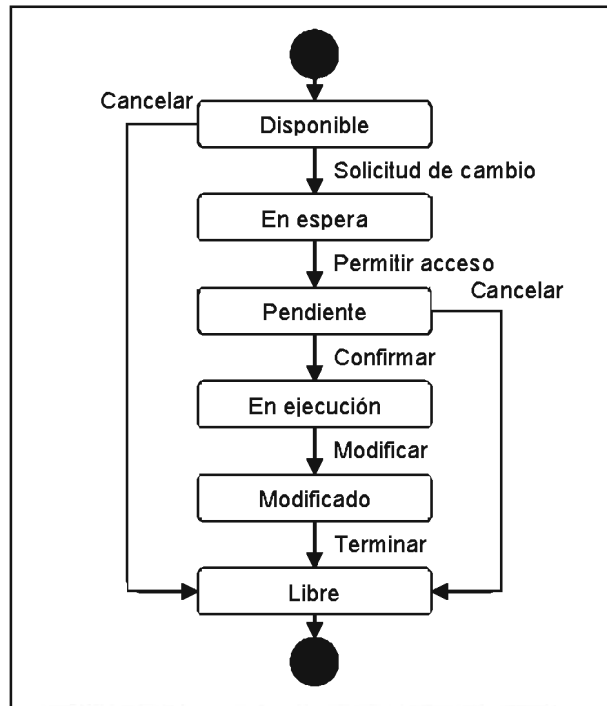 Cancelar
Disponible
Solicitud de cambio
En espera
Permitir acceso
Cancelar
Pendiente
Confirmar
En ejecución
Modificar
Modificado
Terminar
Libre